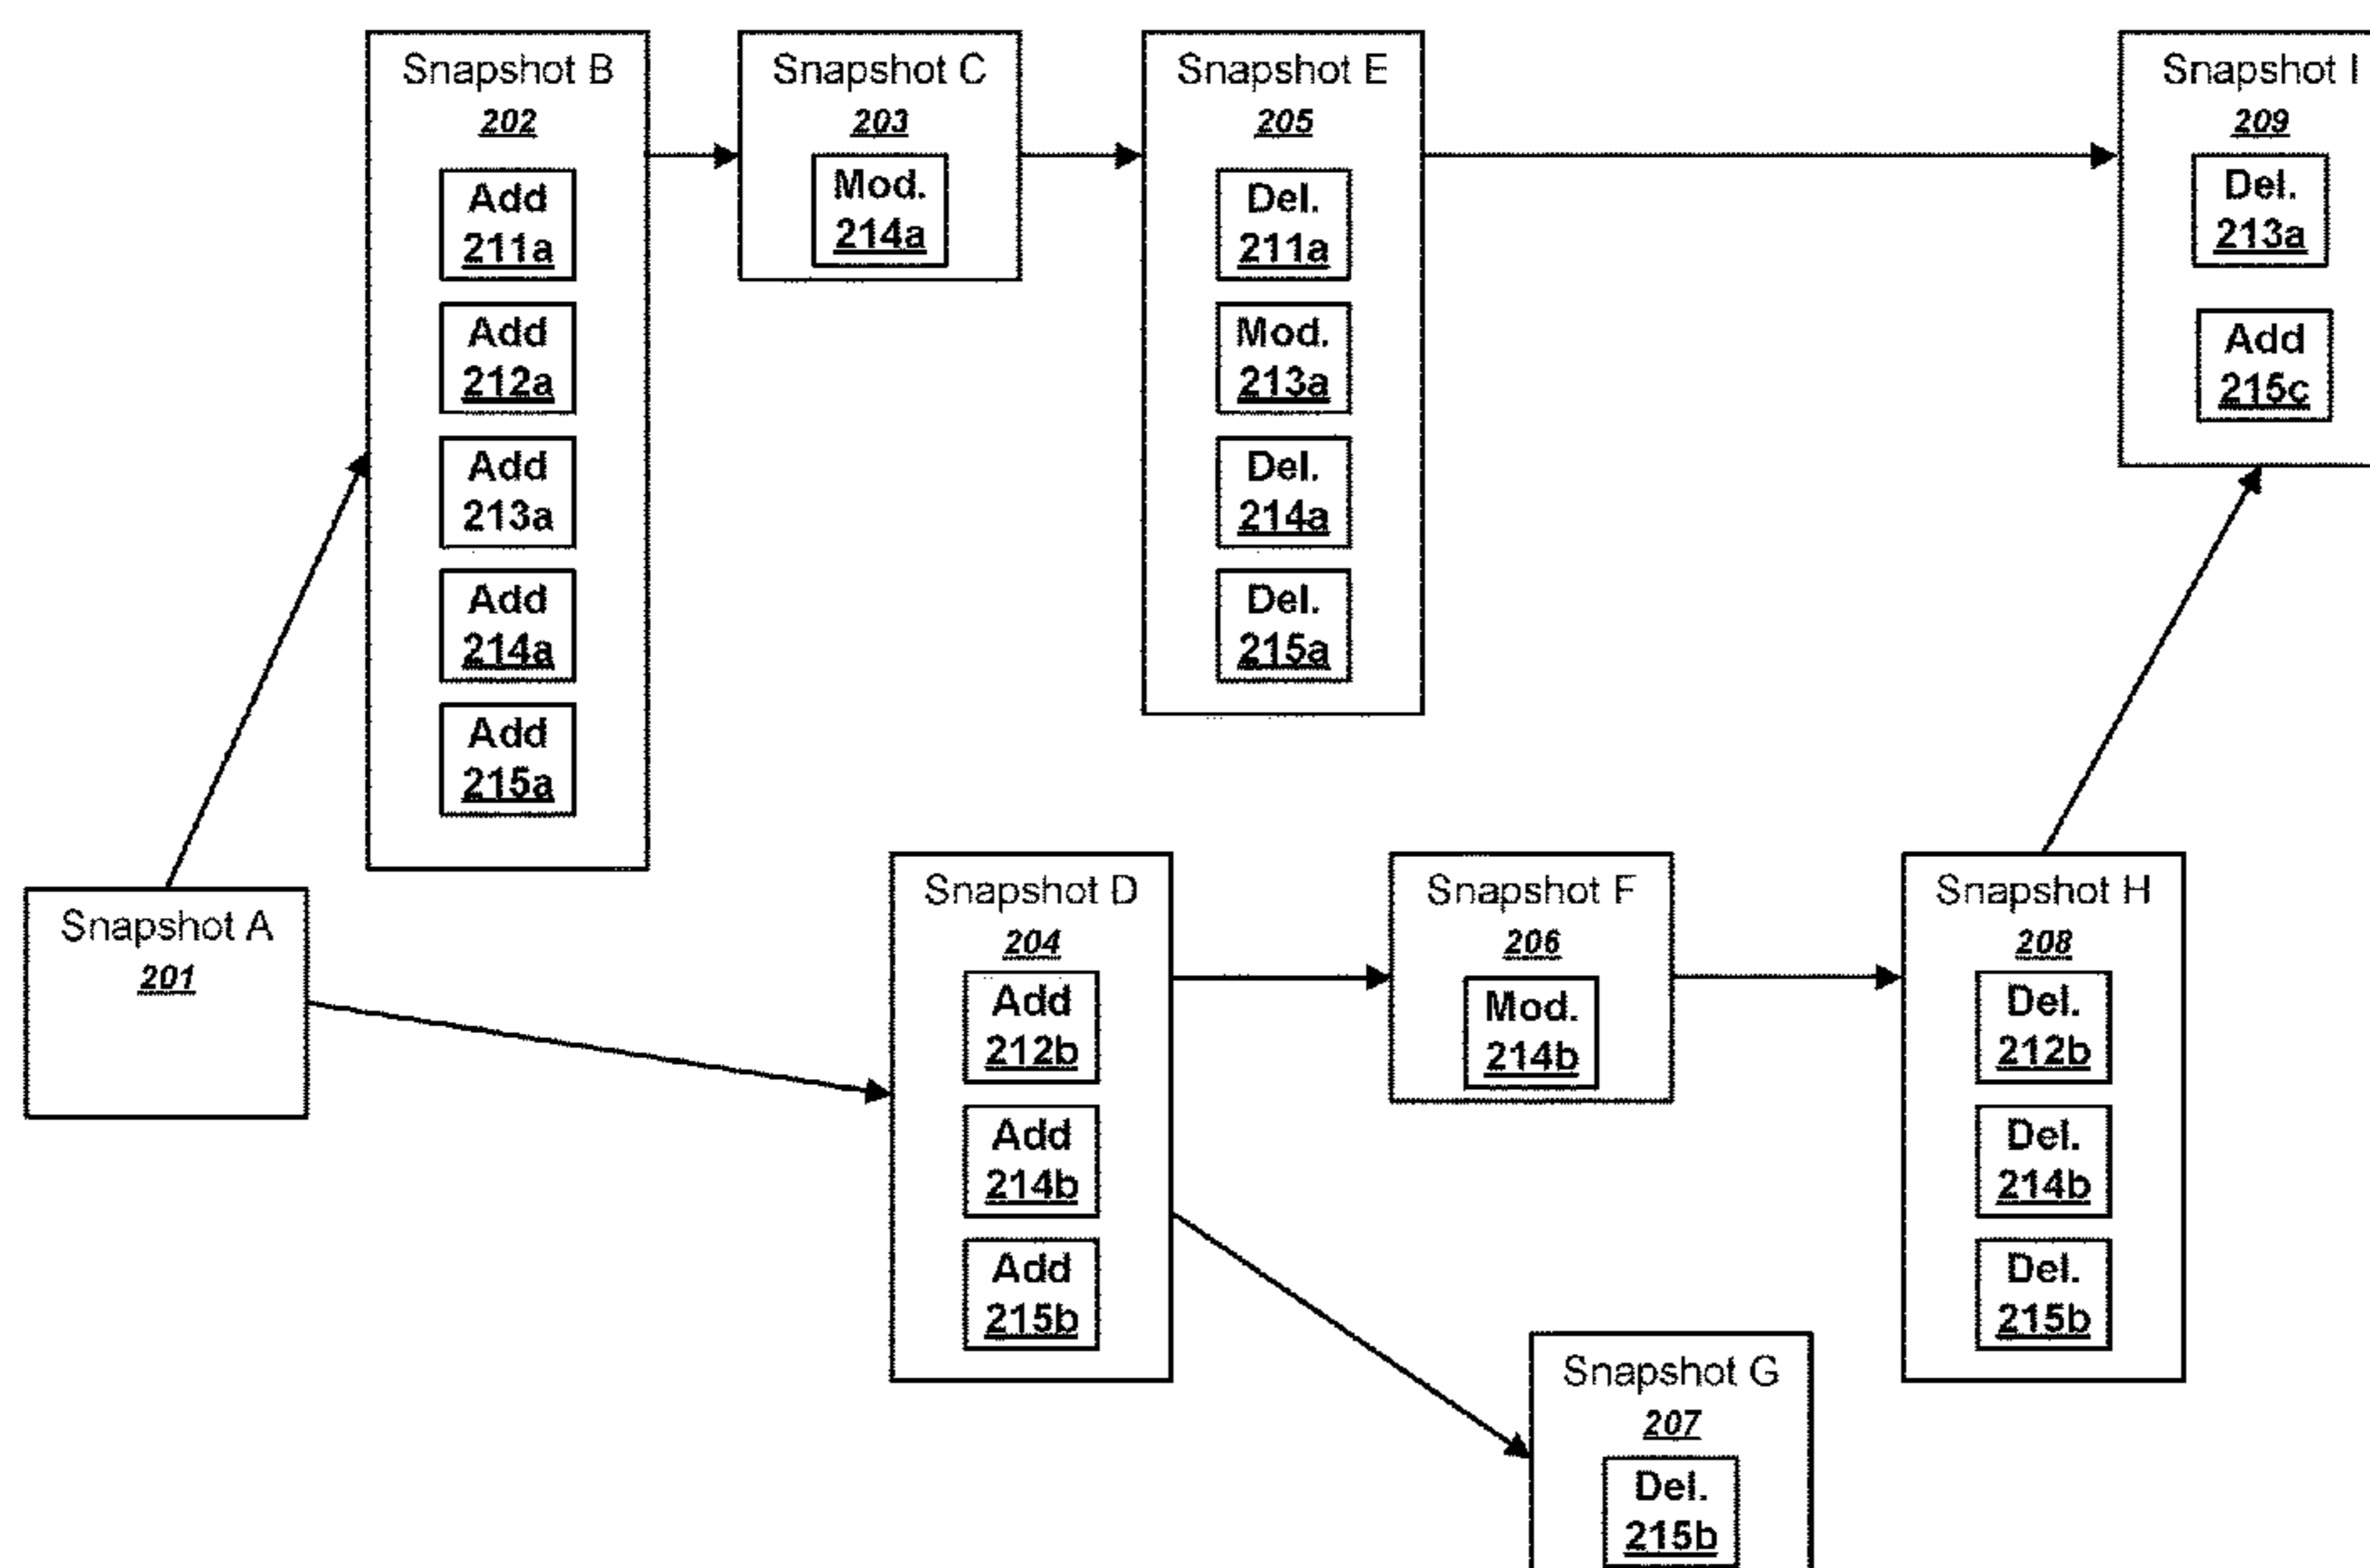 Snapshot B
202
Add
211a
Add
212a
Add
213a
Add
214a
Add
215a
Snapshot C
203
Mod.
214a
Snapshot E
205
Del.
211a
Mod.
213a
Del.
214a
Del.
215a
Snapshot I
209
Del.
213a
Add
215c
Snapshot A
201
Snapshot D
204
Add
212b
Add
214b
Add
215b
Snapshot F
206
Mod.
214b
Snapshot H
208
Del.
212b
Del.
214b
Del.
215b
Snapshot G
207
Del.
215b